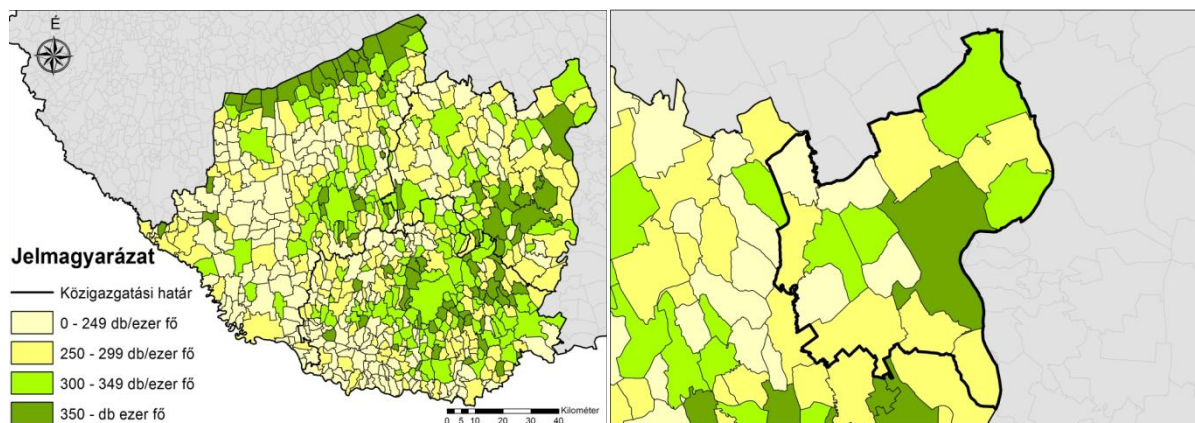 É
Jelmagyarázat
Közigazgatási határ
0 - 249 db/ezer fő
250 - 299 db/ezer fő
300 - 349 db/ezer fő
350 - db ezer fő
Kilométer
0 5 10 20 30 40